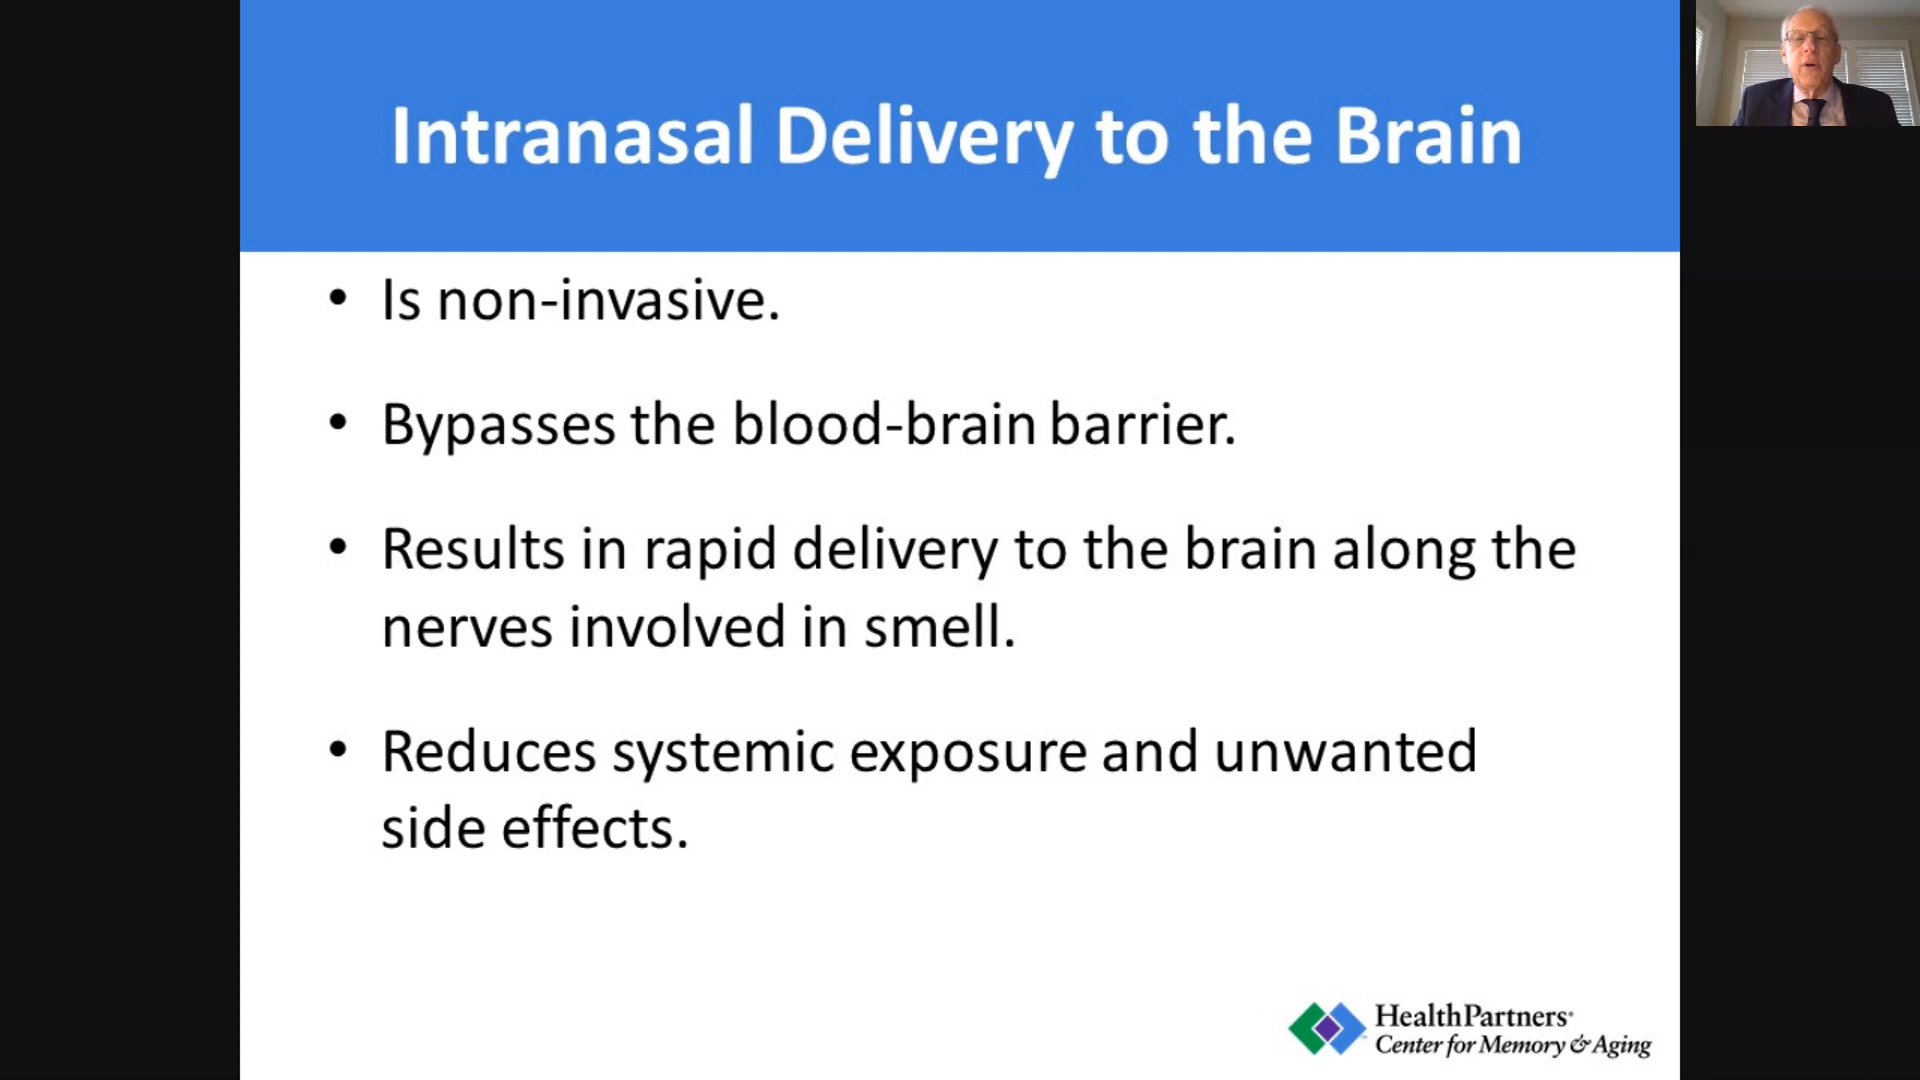 Intranasal Delivery to the Brain
• Is non-invasive.
• Bypasses the blood-brain barrier.
• Results in rapid delivery to the brain along the
nerves involved in smell.
• Reduces systemic exposure and unwanted
side effects.
HealthPartners®
Center for Memory & Aging